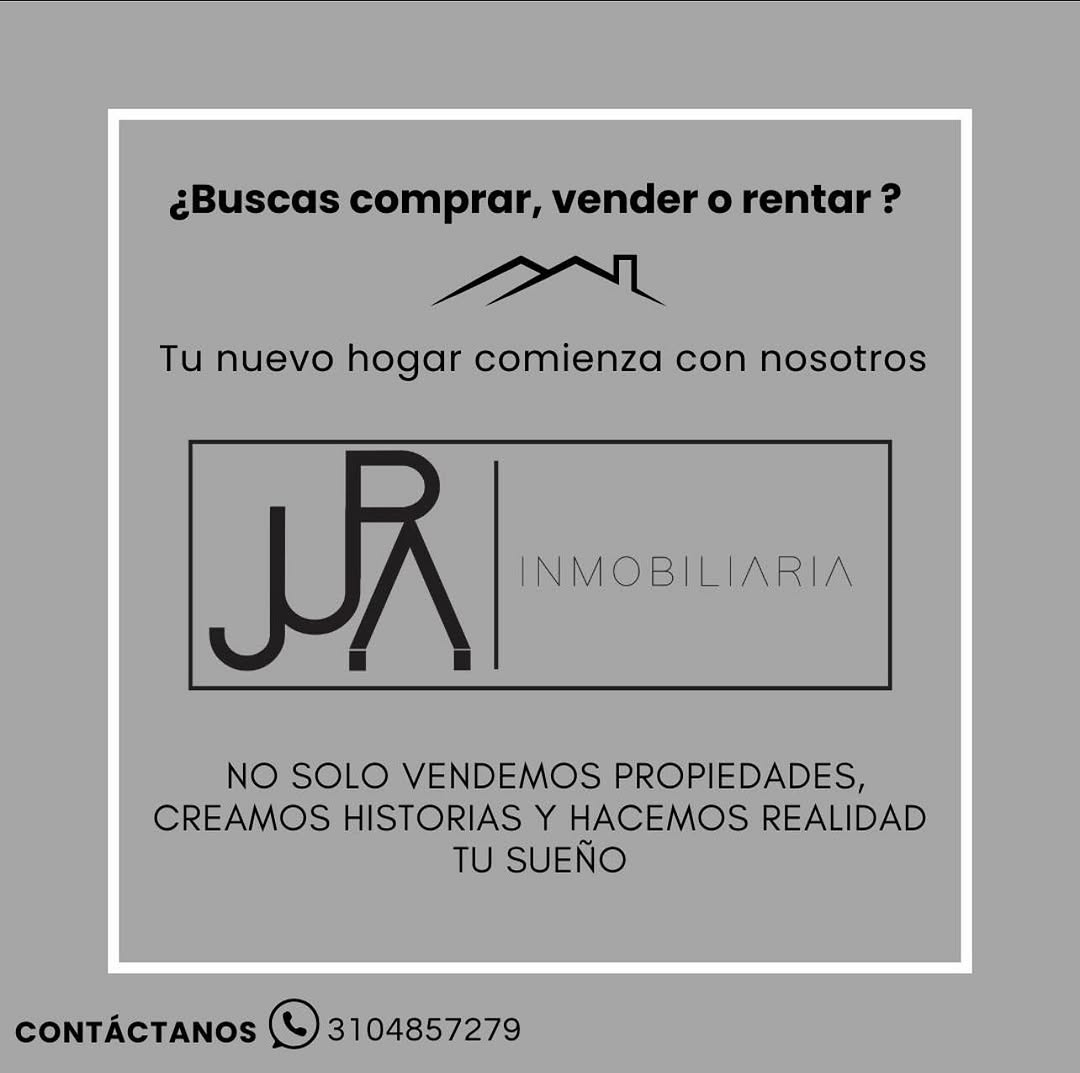 ¿Buscas comprar, vender o rentar ?
Tu nuevo hogar comienza con nosotros
JURA
INMOBILIARIA
NO SOLO VENDEMOS PROPIEDADES,
CREAMOS HISTORIAS Y HACEMOS REALIDAD
TU SUEÑO
CONTÁCTANOS 3104857279